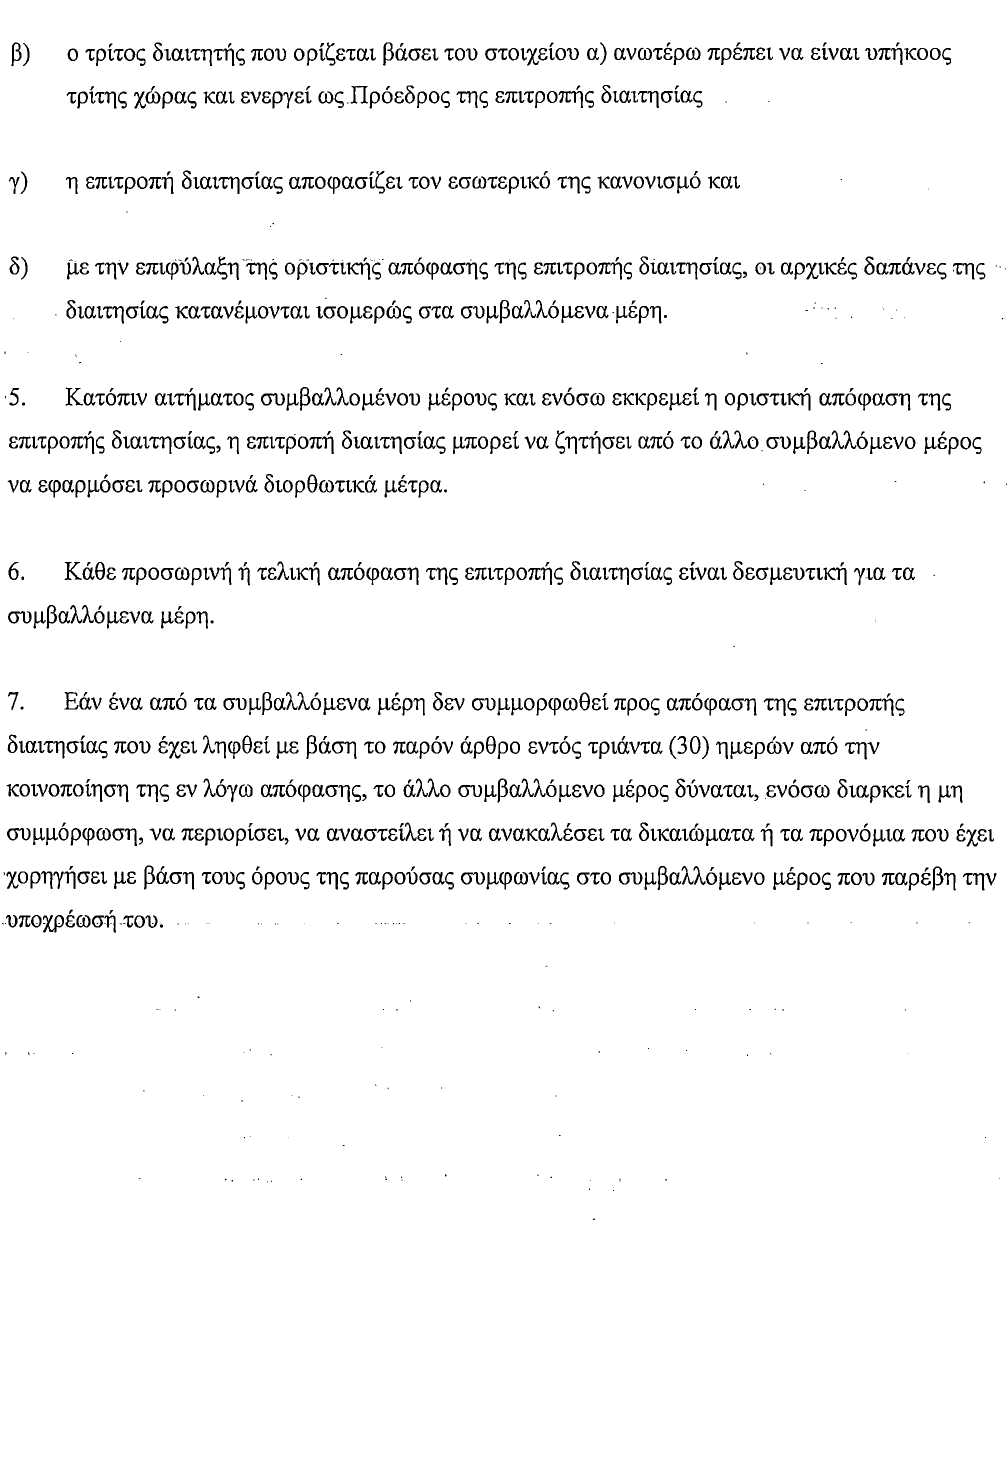 β) ο τρίτος διαιτητής που ορίζεται βάσει του στοιχείου α) ανωτέρω πρέπει να είναι υπήκοος
τρίτης χώρας και ενεργεί ως Πρόεδρος της επιτροπής διαιτησίας
γ) η επιτροπή διαιτησίας αποφασίζει τον εσωτερικό της κανονισμό και
δ) με την επιφύλαξη της οριστικής απόφασης της επιτροπής διαιτησίας, οι αρχικές δαπάνες της
διαιτησίας κατανέμονται ισομερώς στα συμβαλλόμενα μέρη.
5. Κατόπιν αιτήματος συμβαλλομένου μέρους και ενόσω εκκρεμεί η οριστική απόφαση της
επιτροπής διαιτησίας, η επιτροπή διαιτησίας μπορεί να ζητήσει από το άλλο συμβαλλόμενο μέρος
να εφαρμόσει προσωρινά διορθωτικά μέτρα.
6. Κάθε προσωρινή ή τελική απόφαση της επιτροπής διαιτησίας είναι δεσμευτική για τα
συμβαλλόμενα μέρη.
7. Εάν ένα από τα συμβαλλόμενα μέρη δεν συμμορφωθεί προς απόφαση της επιτροπής
διαιτησίας που έχει ληφθεί με βάση το παρόν άρθρο εντός τριάντα (30) ημερών από την
κοινοποίηση της εν λόγω απόφασης, το άλλο συμβαλλόμενο μέρος δύναται, ενόσω διαρκεί η μη
συμμόρφωση, να περιορίσει, να αναστείλει ή να ανακαλέσει τα δικαιώματα ή τα προνόμια που έχει
χορηγήσει με βάση τους όρους της παρούσας συμφωνίας στο συμβαλλόμενο μέρος που παρέβη την
υποχρέωσή του.